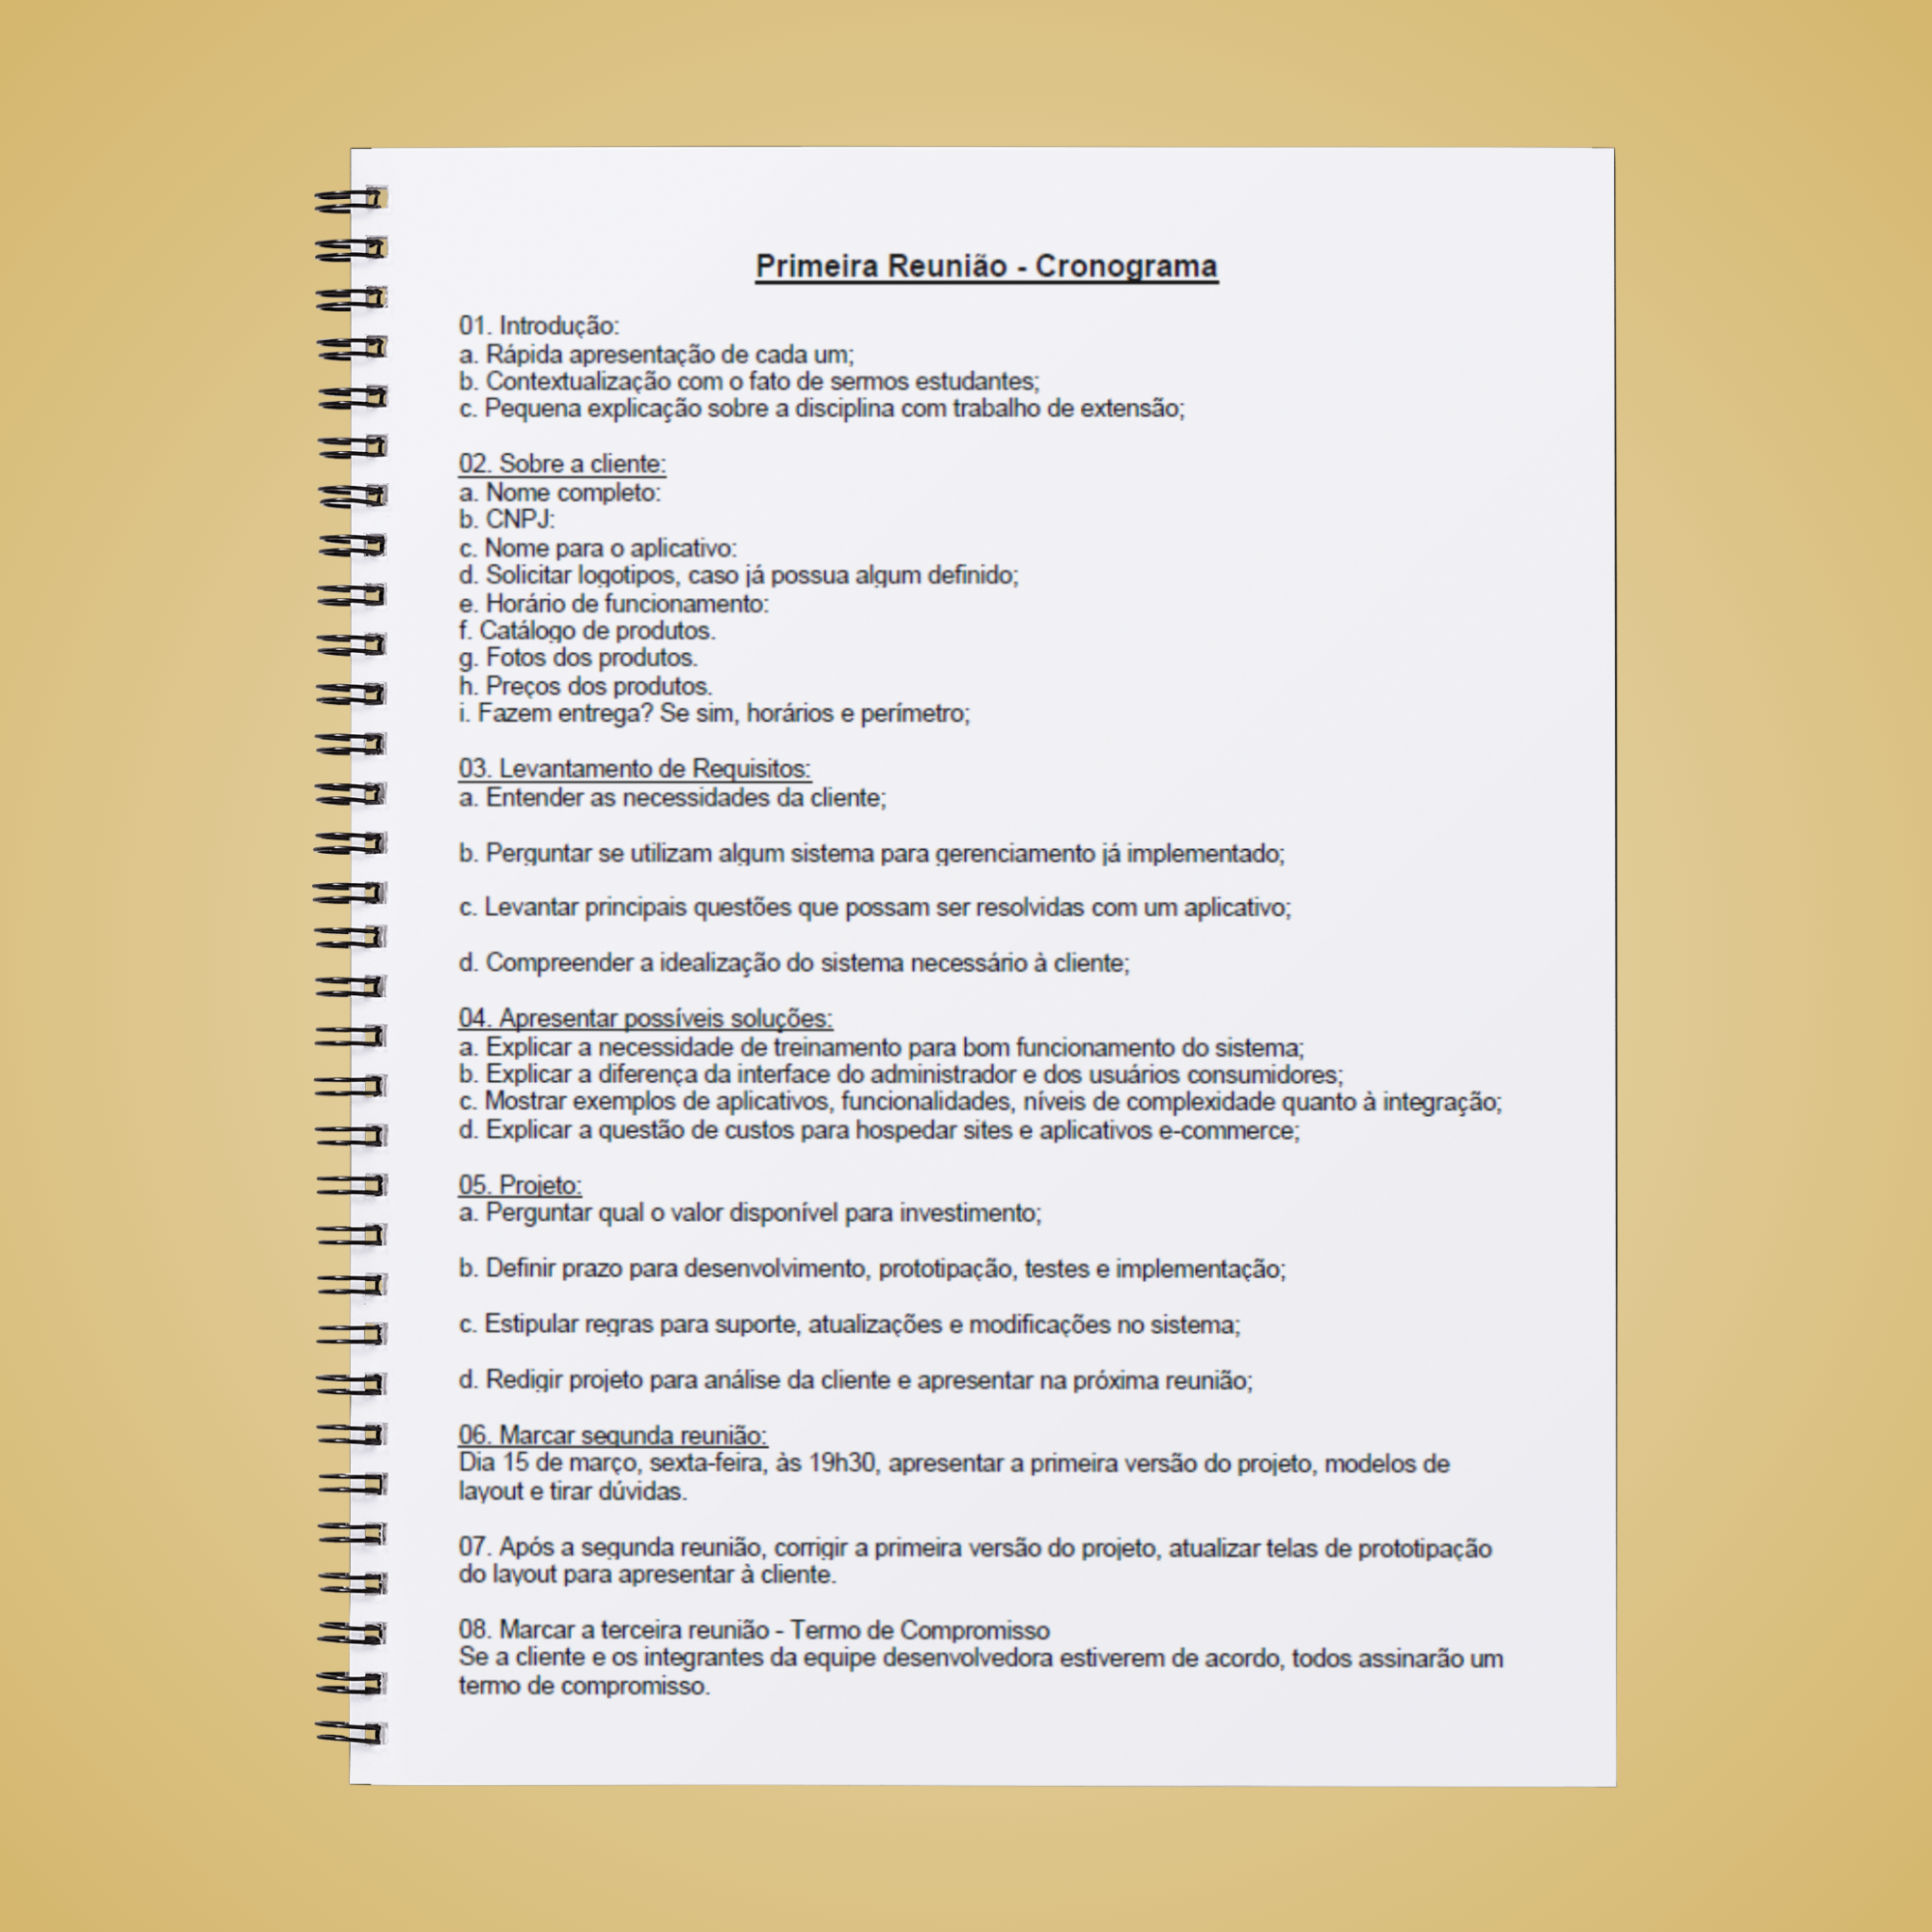 Primeira Reunião - Cronograma
01. Introdução:
a. Rápida apresentação de cada um;
b. Contextualização com o fato de sermos estudantes;
c. Pequena explicação sobre a disciplina com trabalho de extensão;
02. Sobre a cliente:
a. Nome completo:
b. CNPJ:
c. Nome para o aplicativo:
d. Solicitar logotipos, caso já possua algum definido;
e. Horário de funcionamento:
f. Catálogo de produtos.
g. Fotos dos produtos.
h. Preços dos produtos.
i. Fazem entrega? Se sim, horários e perímetro;
03. Levantamento de Requisitos:
a. Entender as necessidades da cliente;
b. Perguntar se utilizam algum sistema para gerenciamento já implementado;
c. Levantar principais questões que possam ser resolvidas com um aplicativo;
d. Compreender a idealização do sistema necessário à cliente;
04. Apresentar possíveis soluções:
a. Explicar a necessidade de treinamento para bom funcionamento do sistema;
b. Explicar a diferença da interface do administrador e dos usuários consumidores;
c. Mostrar exemplos de aplicativos, funcionalidades, níveis de complexidade quanto à integração;
d. Explicar a questão de custos para hospedar sites e aplicativos e-commerce;
05. Projeto:
a. Perguntar qual o valor disponível para investimento;
b. Definir prazo para desenvolvimento, prototipação, testes e implementação;
c. Estipular regras para suporte, atualizações e modificações no sistema;
d. Redigir projeto para análise da cliente e apresentar na próxima reunião;
06. Marcar segunda reunião:
Dia 15 de março, sexta-feira, às 19h30, apresentar a primeira versão do projeto, modelos de
layout e tirar dúvidas.
07. Após a segunda reunião, corrigir a primeira versão do projeto, atualizar telas de prototipação
do layout para apresentar à cliente.
08. Marcar a terceira reunião - Termo de Compromisso
Se a cliente e os integrantes da equipe desenvolvedora estiverem de acordo, todos assinarão um
termo de compromisso.